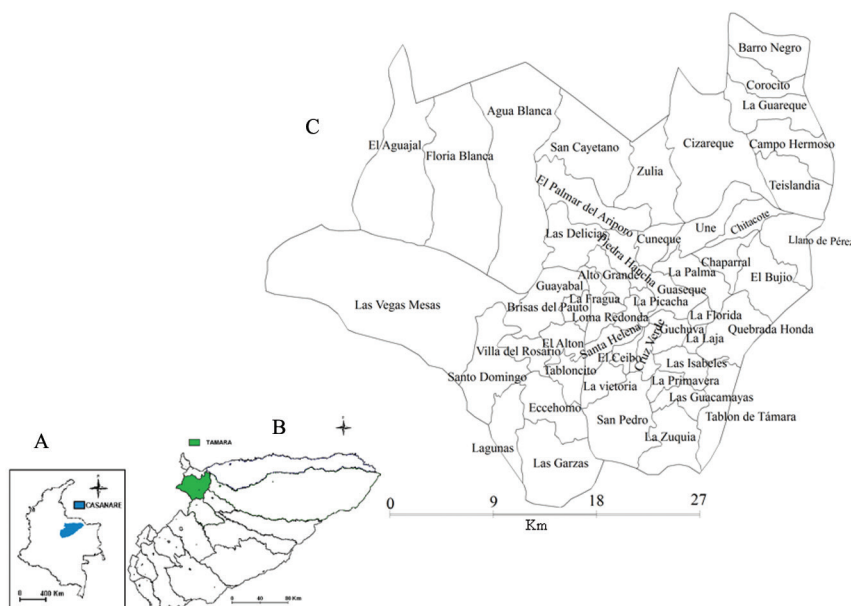 C
Barro Negro
Corocito
La Guareque
Agua Blanca
El Aguajal
Floria Blanca
San Cayetano
Cizareque
Campo Hermoso
Zulia
Teislandia
El Palmar del Ariporo
Une
Chitacote
Las Delicias
Cuneque
Llano de Pérez
Piedra Hancha
Chaparral
Alto Grande
La Palma
El Bujio
Guayabal
Guaseque
Las Vegas Mesas
Brisas del Pauto
La Fragua
La Picacha
Loma Redonda
La Florida
Santa Helena
Cruz Verde
Guchuva
Quebrada Honda
El Alton
La Laja
Villa del Rosario
El Ceibo
Las Isabeles
Tabloncito
Santo Domingo
La victoria
La Primavera
Las Guacamayas
Eccehomo
San Pedro
Tablon de Támara
La Zuquia
Lagunas
Las Garzas
0 9 18 27
Km
A
CASANARE
0 400 Km
B
TAMARA
0 40 80 Km